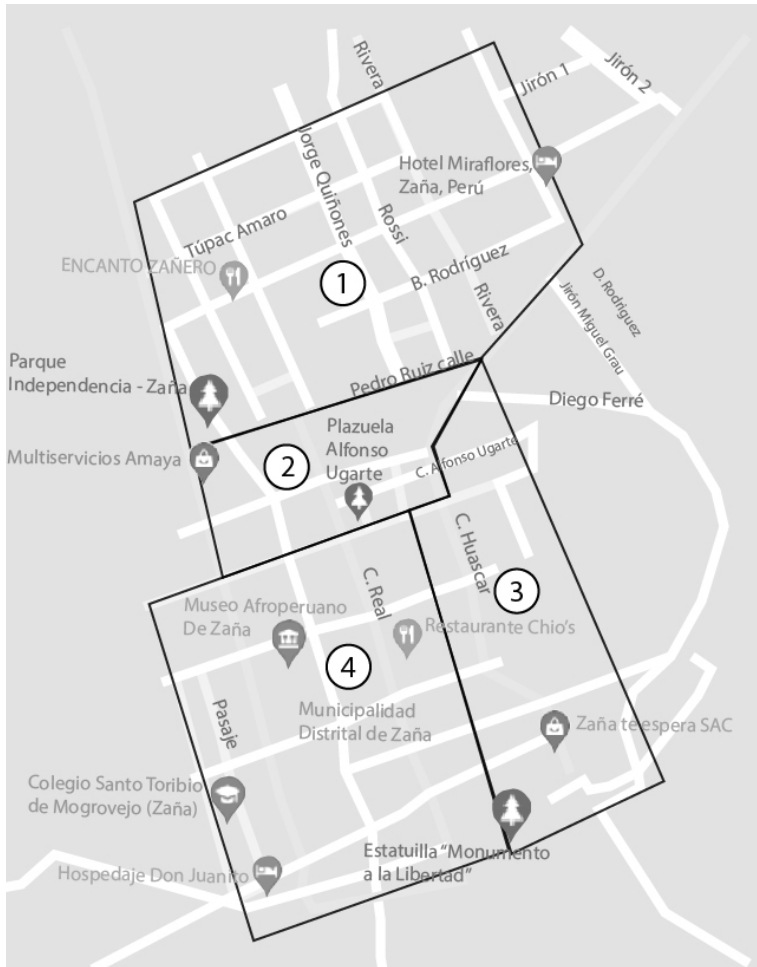 Rivera
Jirón 1
Jirón 2
Jorge Quiñones
Hotel Miraflores,
Zaña, Perú
Túpac Amaro
Rossi
ENCANTO ZAÑERO
B. Rodríguez
1
Rivera
D. Rodriguez
Jirón Miguel Grau
Parque
Independencia - Zaña
Pedro Ruiz calle
Diego Ferré
Multiservicios Amaya
2
Plazuela
Alfonso
Ugarte
C. Alfonso Ugarte
C. Huascar
C. Real
3
Museo Afroperuano
De Zaña
Restaurante Chio's
4
Pasaje
Municipalidad
Distrital de Zaña
Zaña te espera SAC
Colegio Santo Toribio
de Mogrovejo (Zaña)
Estatuilla "Monumento
a la Libertad"
Hospedaje Don Juanito